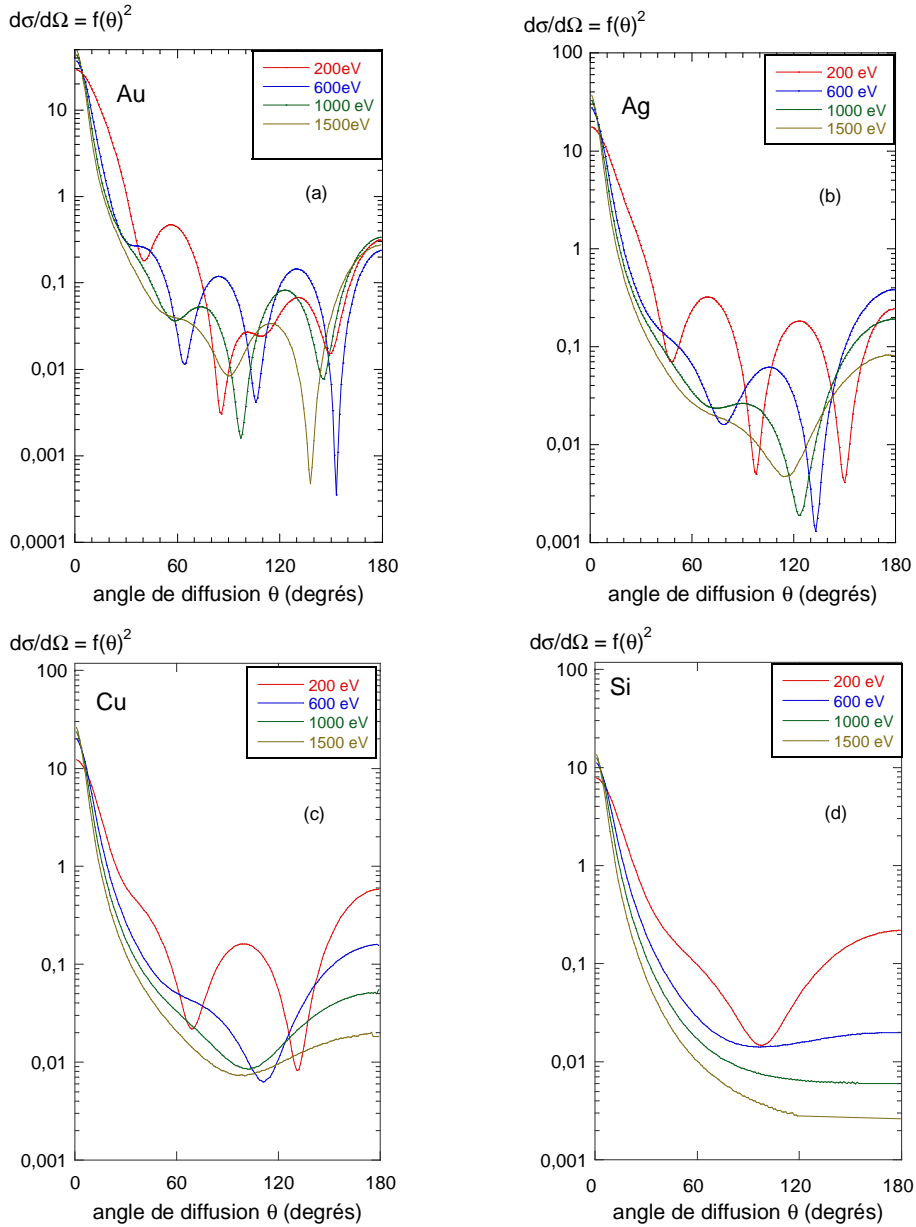 dσ/dΩ = f(θ)²
Au
200eV
600eV
1000 eV
1500eV
(a)
10
1
0,1
0,01
0,001
0,0001
0 60 120 180
angle de diffusion θ (degrés)
dσ/dΩ = f(θ)²
Ag
200 eV
600 eV
1000 eV
1500 eV
(b)
100
10
1
0,1
0,01
0,001
0 60 120 180
angle de diffusion θ (degrés)
dσ/dΩ = f(θ)²
Cu
200 eV
600 eV
1000 eV
1500 eV
(c)
100
10
1
0,1
0,01
0,001
0 60 120 180
angle de diffusion θ (degrés)
dσ/dΩ = f(θ)²
Si
200 eV
600 eV
1000 eV
1500 eV
(d)
100
10
1
0,1
0,01
0,001
0 60 120 180
angle de diffusion θ (degrés)